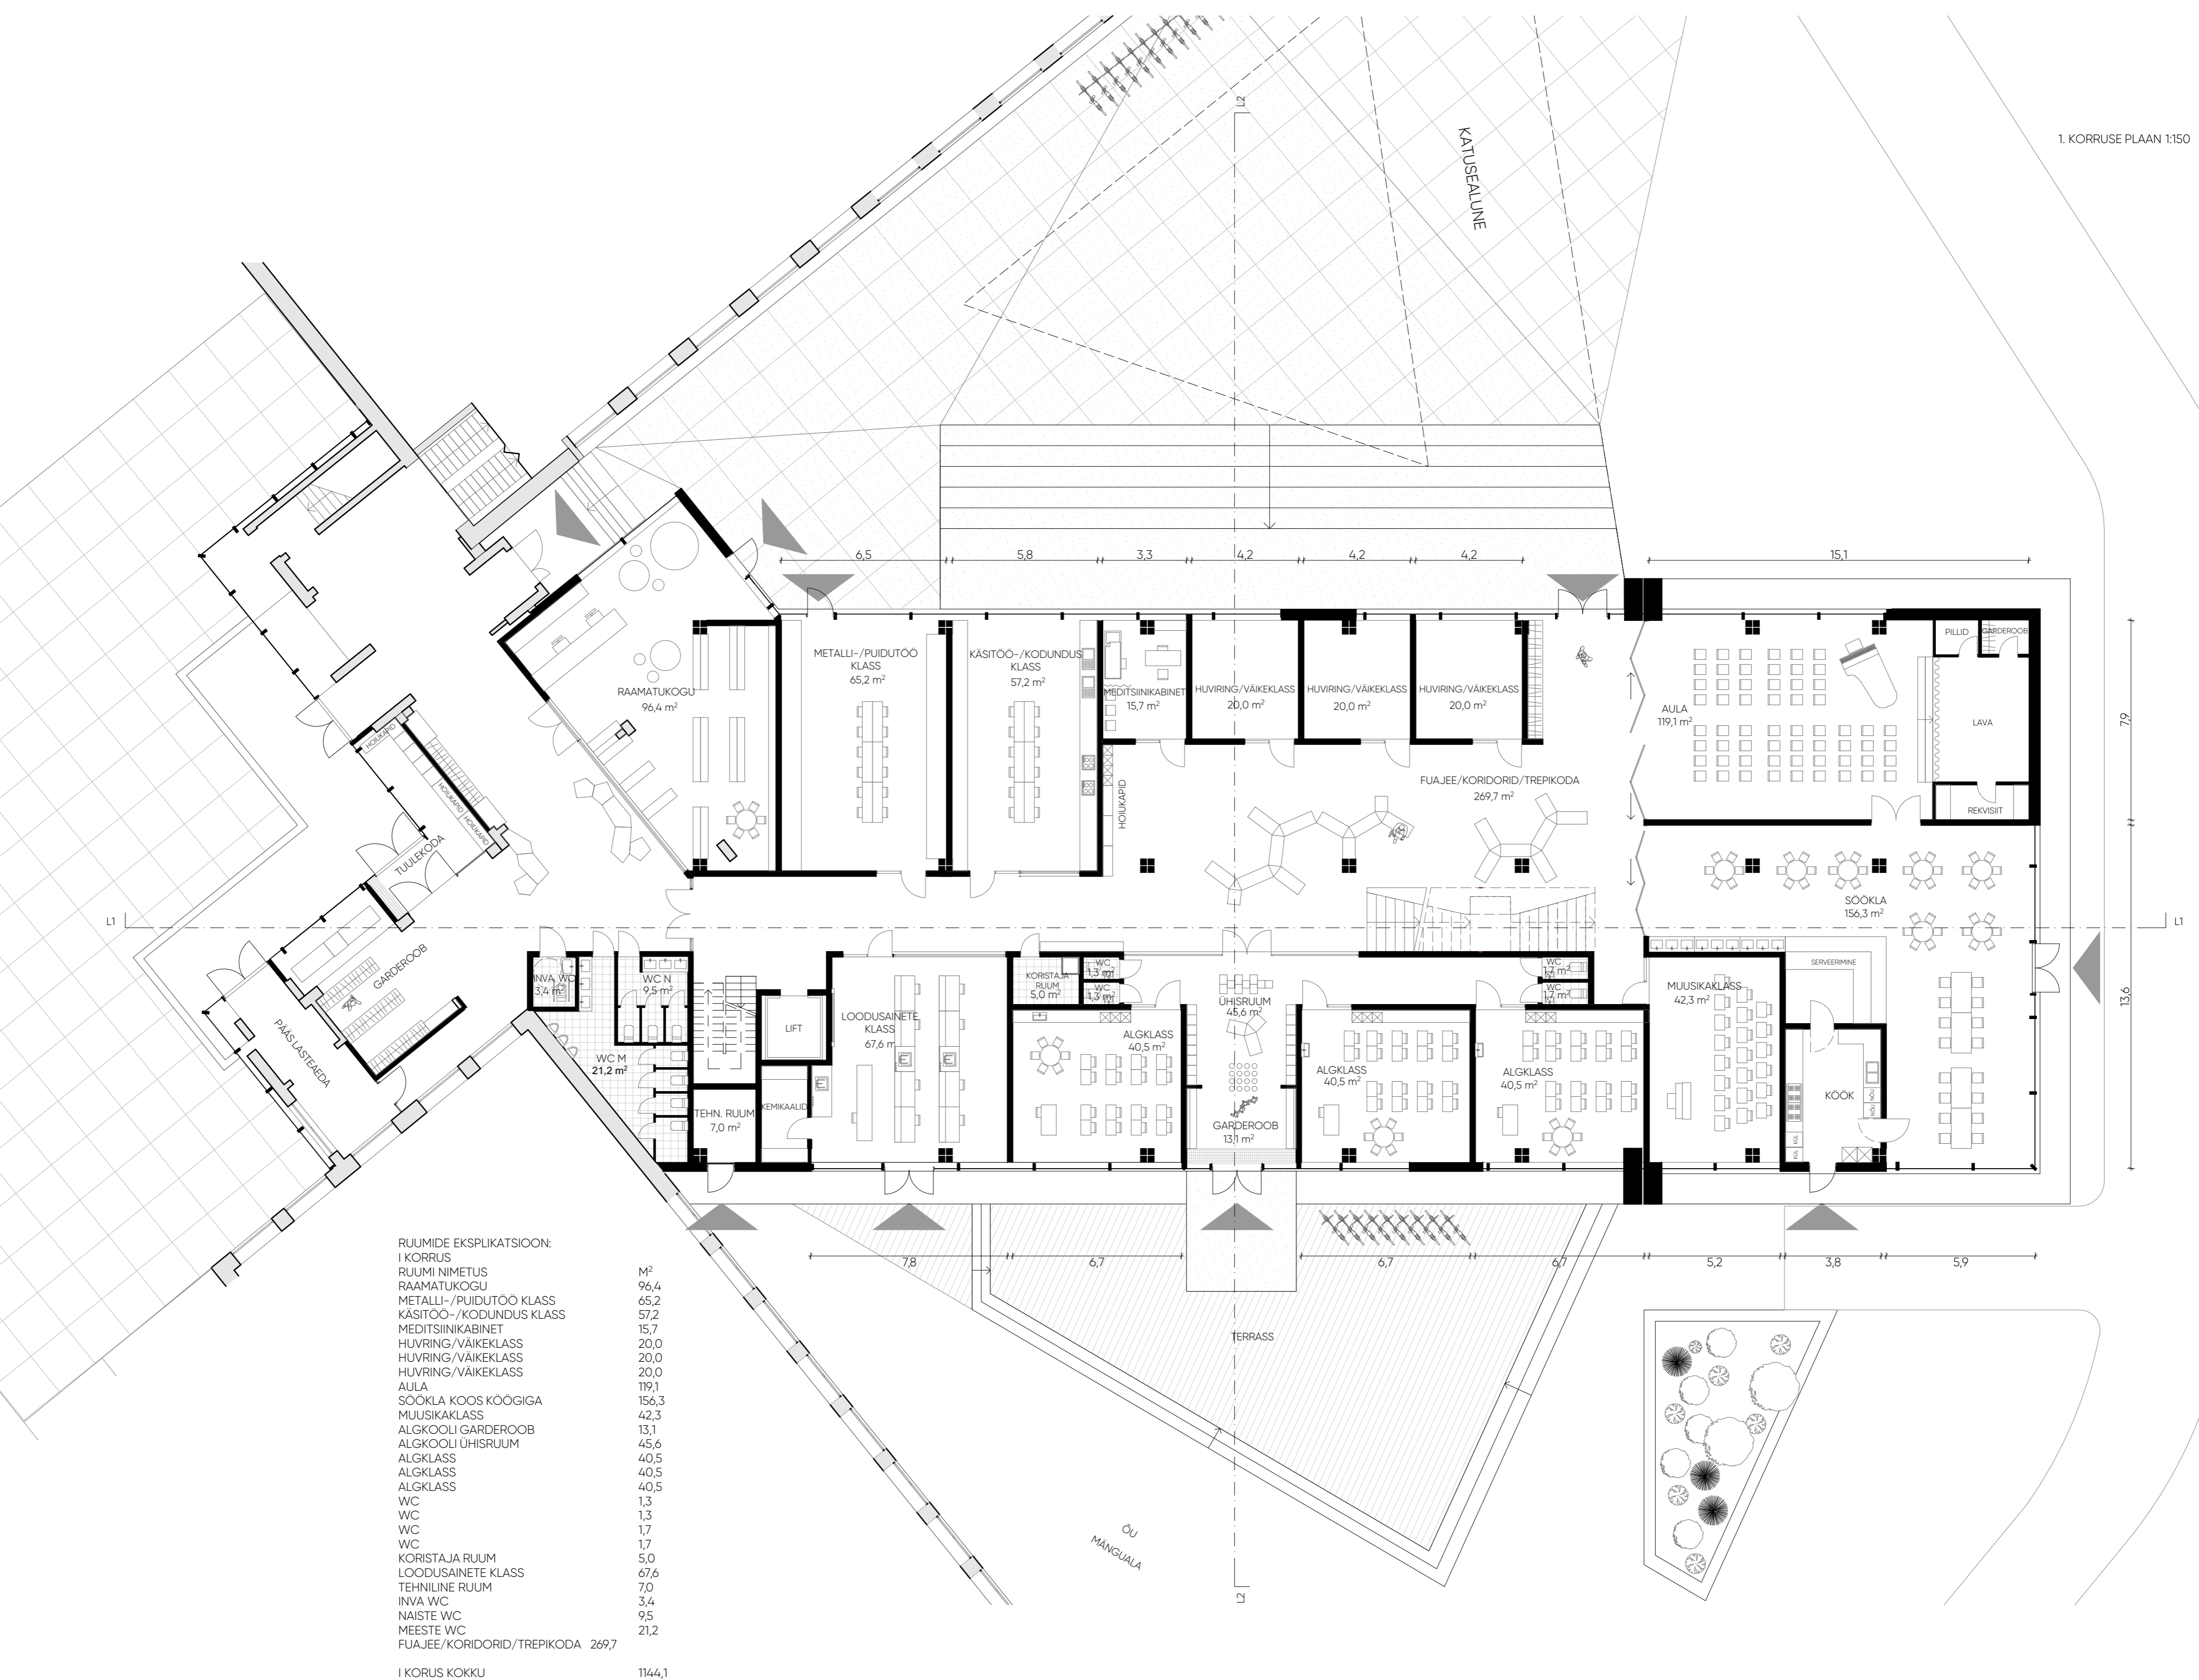 1. KORRUSE PLAAN 1:150
L2
KATUSEALUNE
6,5
5,8
3,3
4,2
4,2
4,2
15,1
PILLID
GARDEROOB
METALLI-/PUIDUTÖÖ
KLASS
65,2 m²
KÄSITÖÖ-/KODUNDUS
KLASS
57,2 m²
RAAMATUKOGU
96,4 m²
MEDITSIINIKABINET
15,7 m²
HUVIRING/VÄIKEKLASS
20,0 m²
HUVIRING/VÄIKEKLASS
20,0 m²
HUVIRING/VÄIKEKLASS
20,0 m²
AULA
119,1 m²
LAVA
7,9
HOIUKAPID
HOIUKAPID
HOIUKAPID
HOIUKAPID
FUAJEE/KORIDORID/TREPIKODA
269,7 m²
REKVISIIT
TUULEKODA
SÖÖKLA
156,3 m²
L1
L1
GARDEROOB
INVA WC
3,4 m²
WC N
9,5 m²
KORISTAJA
RUUM
5,0 m²
WC
1,3 m²
WC
1,3 m²
WC
1,7 m²
WC
1,7 m²
SERVEERIMINE
MUUSIKAKLASS
42,3 m²
13,6
ÜHISRUUM
45,6 m²
LOODUSAINETE
KLASS
67,6 m
LIFT
PÄÄS LASTEAEDA
WC M
21,2 m²
ALGKLASS
40,5 m²
ALGKLASS
40,5 m²
ALGKLASS
40,5 m²
KÖÖK
NÕU
NÕU
KÜL
KÜL
KEMIKAALID
TEHN. RUUM
7,0 m²
GARDEROOB
13,1 m²
7,8
6,7
6,7
6,7
5,2
3,8
5,9
TERRASS
ÕU
MÄNGUALA
L2
RUUMIDE EKSPLIKATSIOON:
I KORRUS
RUUMI NIMETUS M²
RAAMATUKOGU 96,4
METALLI-/PUIDUTÖÖ KLASS 65,2
KÄSITÖÖ-/KODUNDUS KLASS 57,2
MEDITSIINIKABINET 15,7
HUVRING/VÄIKEKLASS 20,0
HUVRING/VÄIKEKLASS 20,0
HUVRING/VÄIKEKLASS 20,0
AULA 119,1
SÖÖKLA KOOS KÖÖGIGA 156,3
MUUSIKAKLASS 42,3
ALGKOOLI GARDEROOB 13,1
ALGKOOLI ÜHISRUUM 45,6
ALGKLASS 40,5
ALGKLASS 40,5
ALGKLASS 40,5
WC 1,3
WC 1,3
WC 1,7
WC 1,7
KORISTAJA RUUM 5,0
LOODUSAINETE KLASS 67,6
TEHNILINE RUUM 7,0
INVA WC 3,4
NAISTE WC 9,5
MEESTE WC 21,2
FUAJEE/KORIDORID/TREPIKODA 269,7
I KORUS KOKKU 1144,1